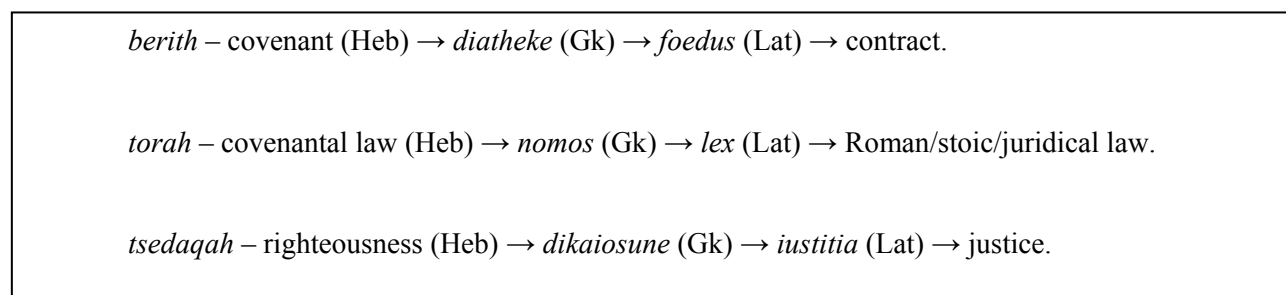 berith – covenant (Heb) → diatheke (Gk) → foedus (Lat) → contract.
torah – covenantal law (Heb) → nomos (Gk) → lex (Lat) → Roman/stoic/juridical law.
tsedaqah – righteousness (Heb) → dikaiosune (Gk) → iustitia (Lat) → justice.